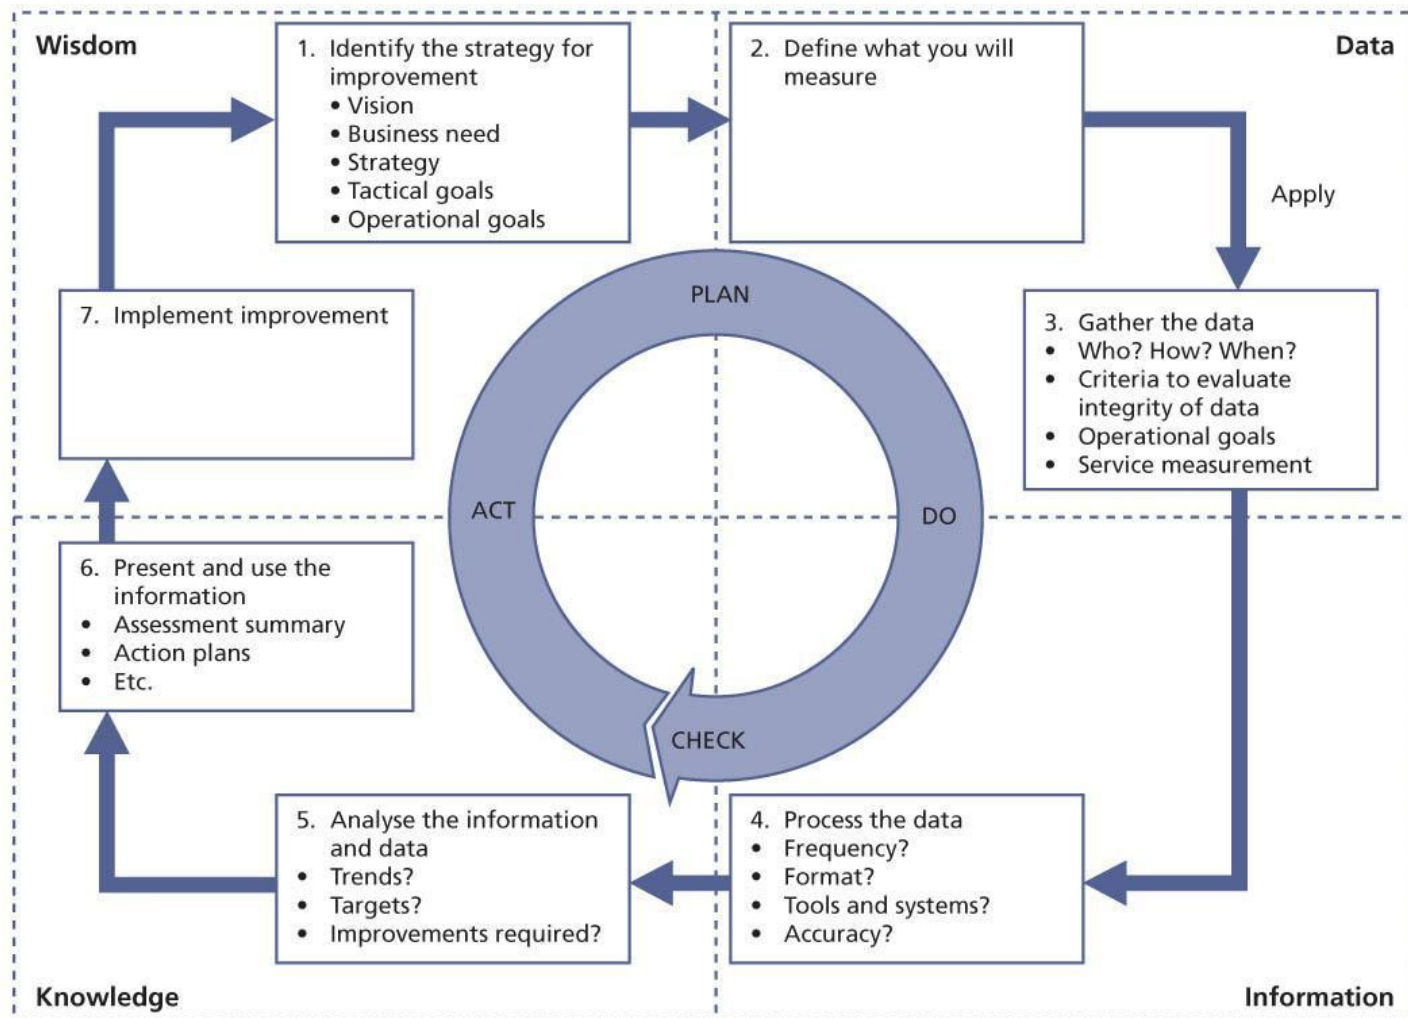 Wisdom
1. Identify the strategy for
improvement
• Vision
• Business need
• Strategy
• Tactical goals
• Operational goals
2. Define what you will
measure
Data
Apply
7. Implement improvement
PLAN
3. Gather the data
• Who? How? When?
• Criteria to evaluate
integrity of data
• Operational goals
• Service measurement
ACT
DO
6. Present and use the
information
• Assessment summary
• Action plans
• Etc.
CHECK
5. Analyse the information
and data
• Trends?
• Targets?
• Improvements required?
4. Process the data
• Frequency?
• Format?
• Tools and systems?
• Accuracy?
Knowledge
Information